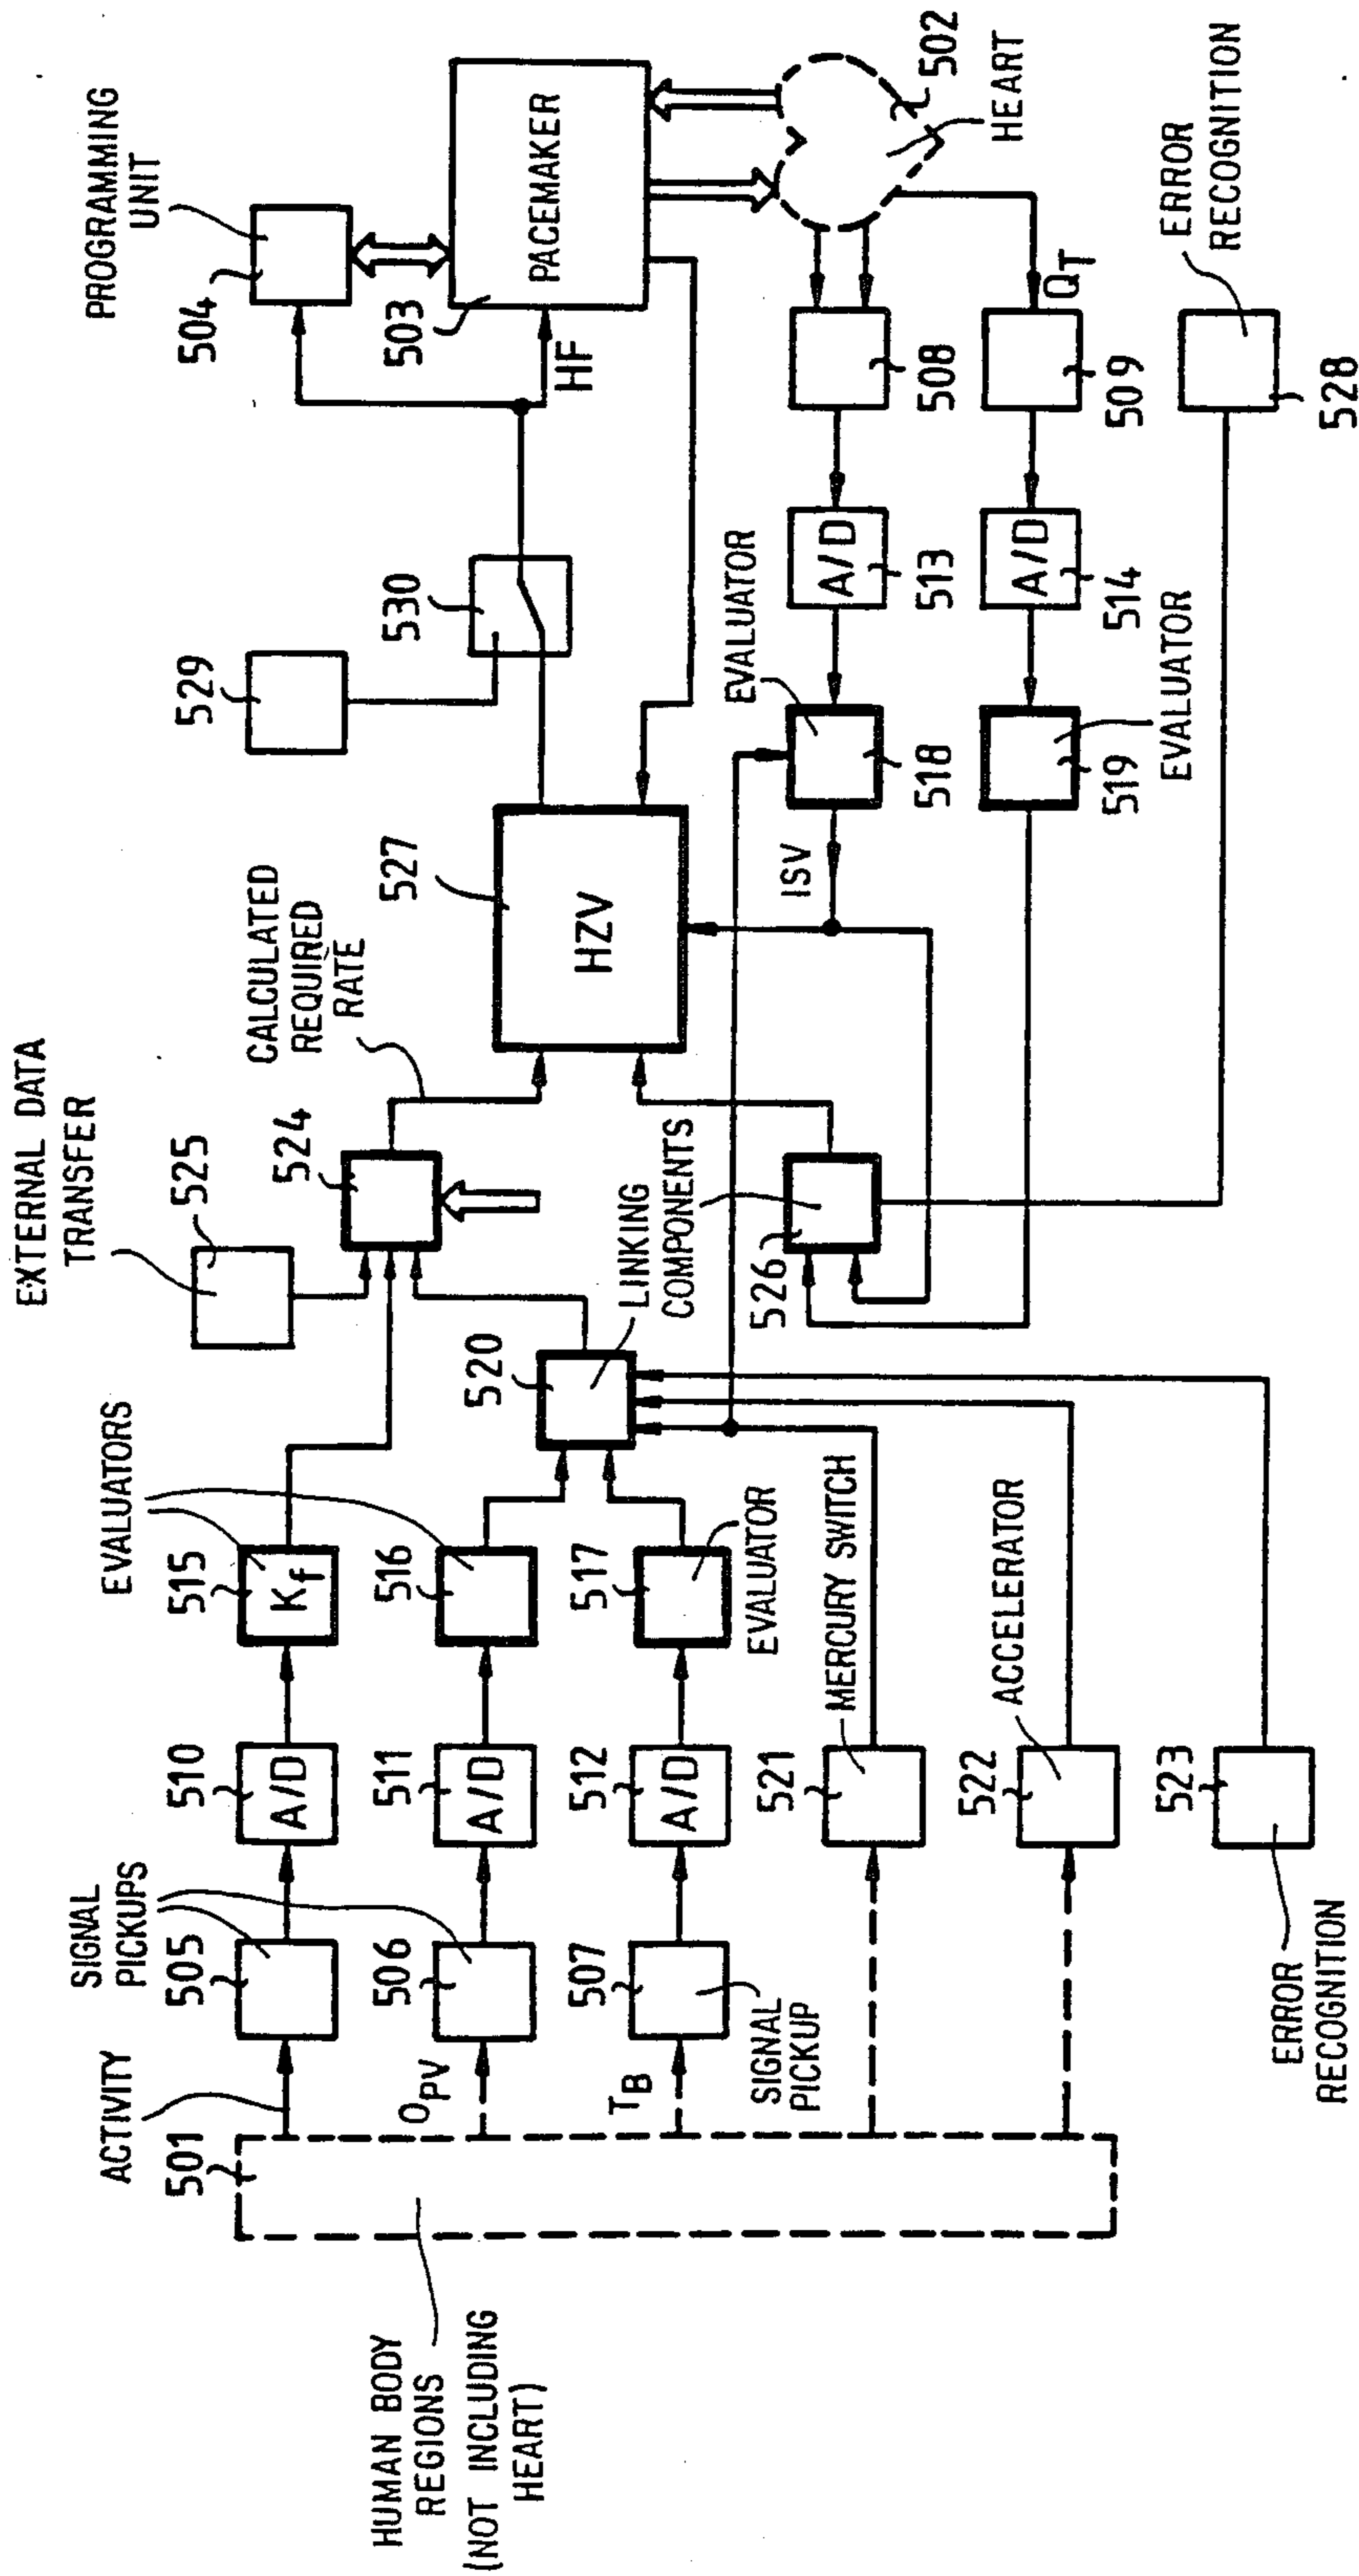 EXTERNAL DATA
TRANSFER
525
524
CALCULATED
REQUIRED
RATE
529
530
PROGRAMMING
UNIT
504
503
PACEMAKER
HF
502
HEART
527
HZV
ACTIVITY
501
SIGNAL
PICKUPS
505
510
A/D
EVALUATORS
515
Kf
OPV
506
511
A/D
516
520
LINKING
COMPONENTS
TB
507
SIGNAL
PICKUP
512
A/D
517
EVALUATOR
526
ISV
EVALUATOR
518
A/D
513
508
521
MERCURY SWITCH
519
EVALUATOR
A/D
514
509
QT
522
ACCELERATOR
523
ERROR
RECOGNITION
ERROR
RECOGNITION
528
HUMAN BODY
REGIONS
(NOT INCLUDING
HEART)